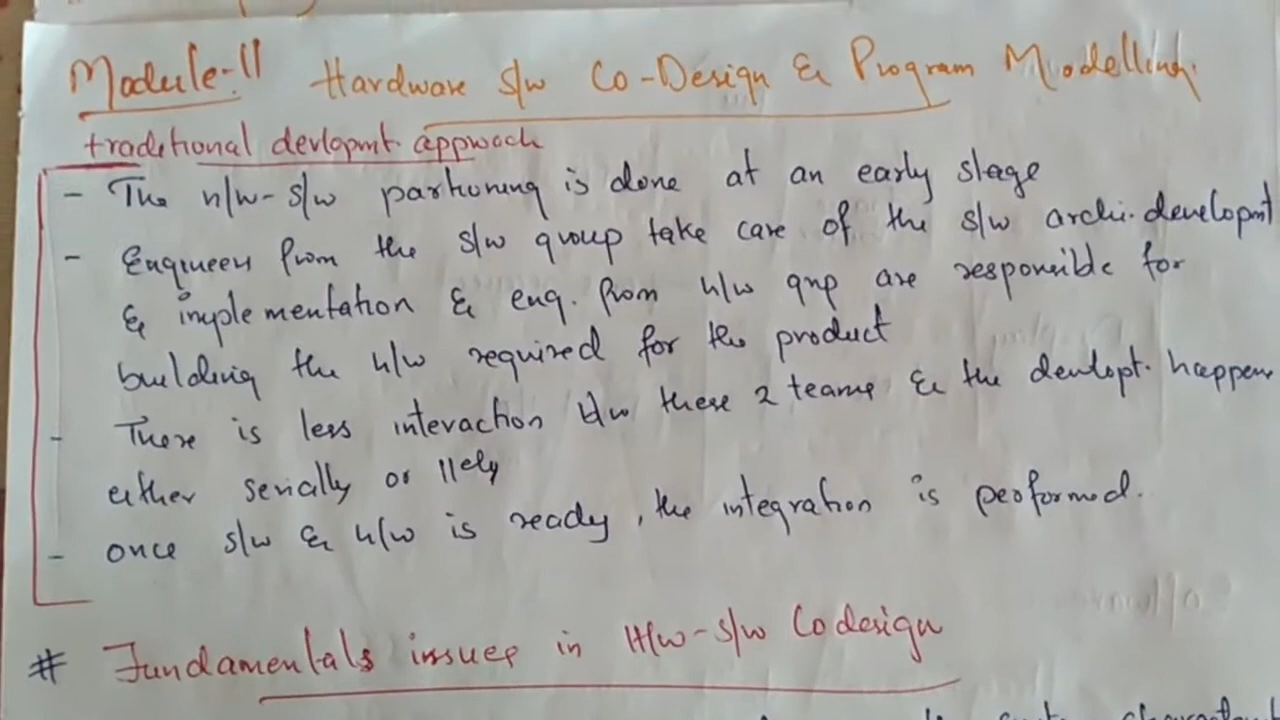 Module-II Hardware s/w Co-Design & Program Modelling.
traditional devlopmt. approach
- The h/w-s/w partioning is done at an early stage
- Engineers from the s/w group take care of the s/w archi. developmt
& implementation & eng. from h/w grp are responsible for
building the h/w required for the product
- There is less interaction b/w these 2 teams & the devlopt. happens
either serially or llely
- once s/w & h/w is ready, the integration is performed.
# Fundamentals issues in H/w-s/w Codesign